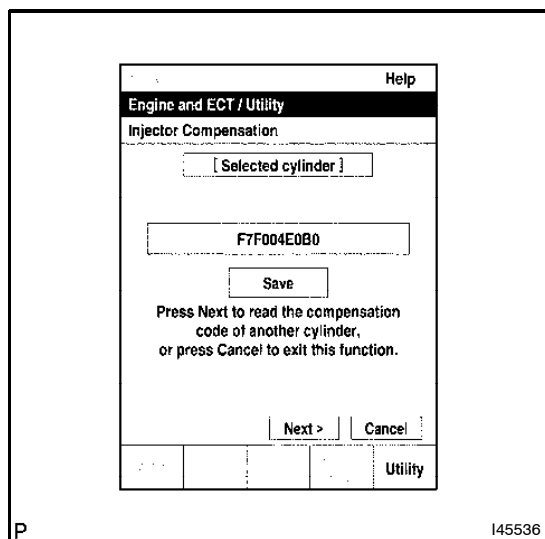 Help
Engine and ECT / Utility
Injector Compensation
[ Selected cylinder ]
F7F004E0B0
Save
Press Next to read the compensation
code of another cylinder,
or press Cancel to exit this function.
Next > Cancel
Utility
P I45536